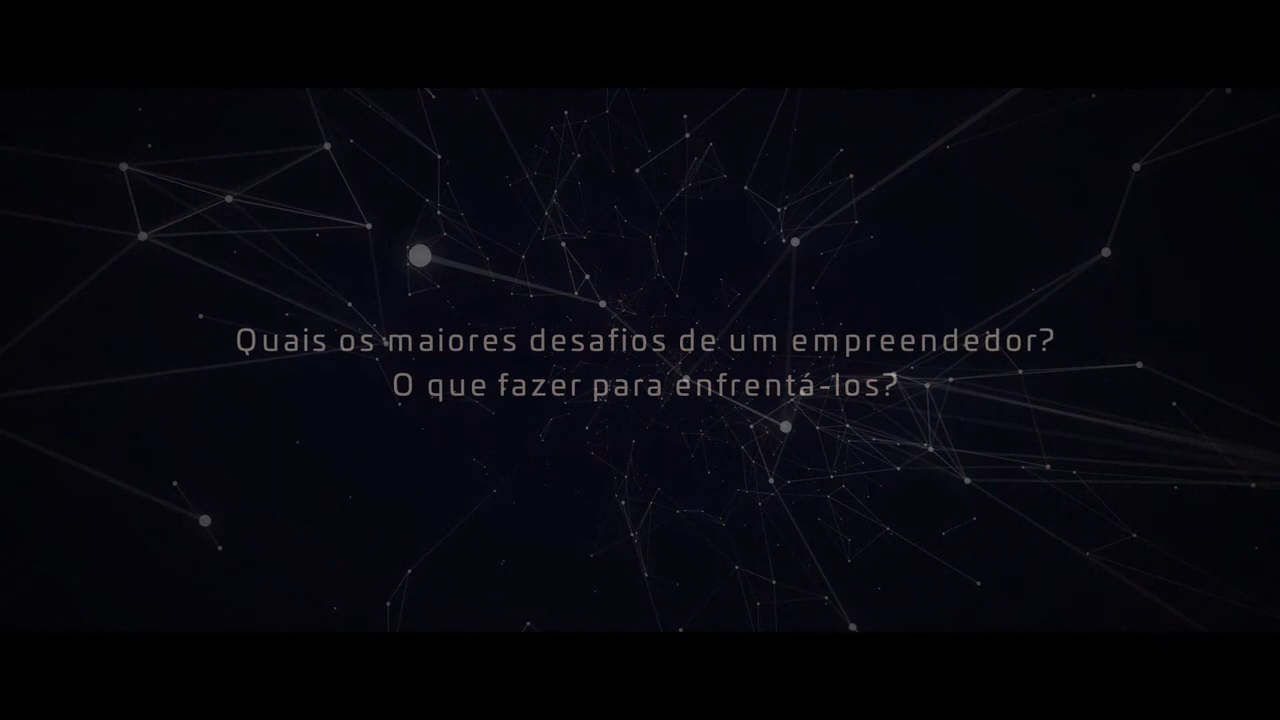 Quais os maiores desafios de um empreendedor?
O que fazer para enfrentá-los?